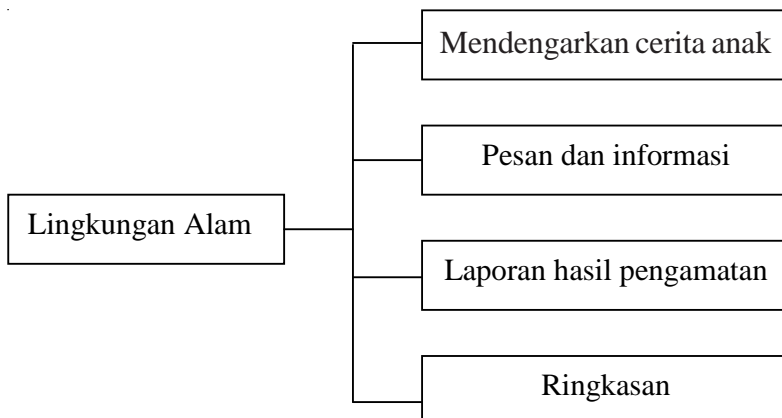 Mendengarkan cerita anak
Pesan dan informasi
Lingkungan Alam
Laporan hasil pengamatan
Ringkasan